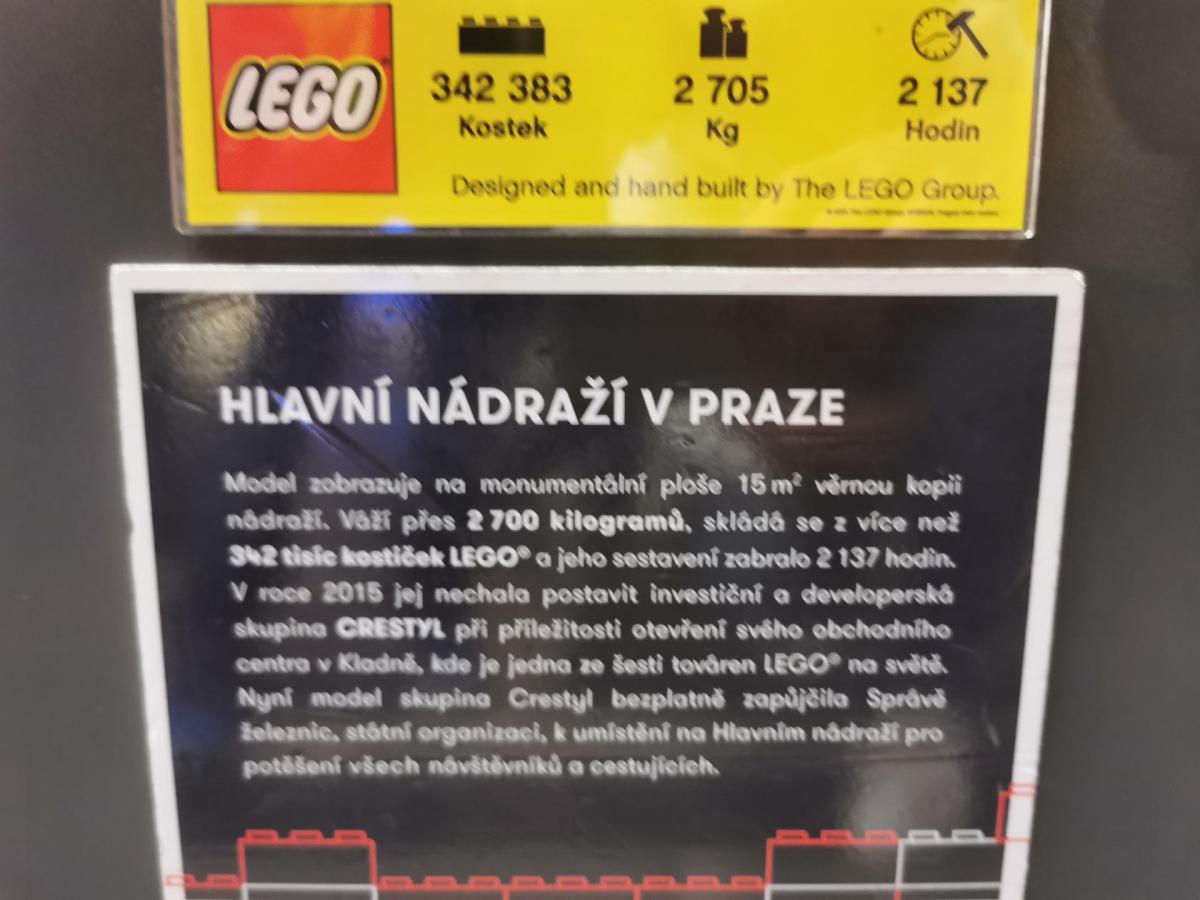 LEGO
342 383
Kostek
2 705
Kg
2 137
Hodin
Designed and hand built by The LEGO Group.
HLAVNÍ NÁDRAŽÍ V PRAZE
Model zobrazuje na monumentální ploše 15 m² věrnou kopii
nádraží. Váží přes 2 700 kilogramů, skládá se z více než
342 tisíc kostiček LEGO® a jeho sestavení zabralo 2 137 hodin.
V roce 2015 jej nechala postavit investiční a developerská
skupina CRESTYL při příležitosti otevření svého obchodního
centra v Kladně, kde je jedna ze šesti továren LEGO® na světě.
Nyní model skupina Crestyl bezplatně zapůjčila Správě
železnic, státní organizaci, k umístění na Hlavním nádraží pro
potěšení všech návštěvníků a cestujících.